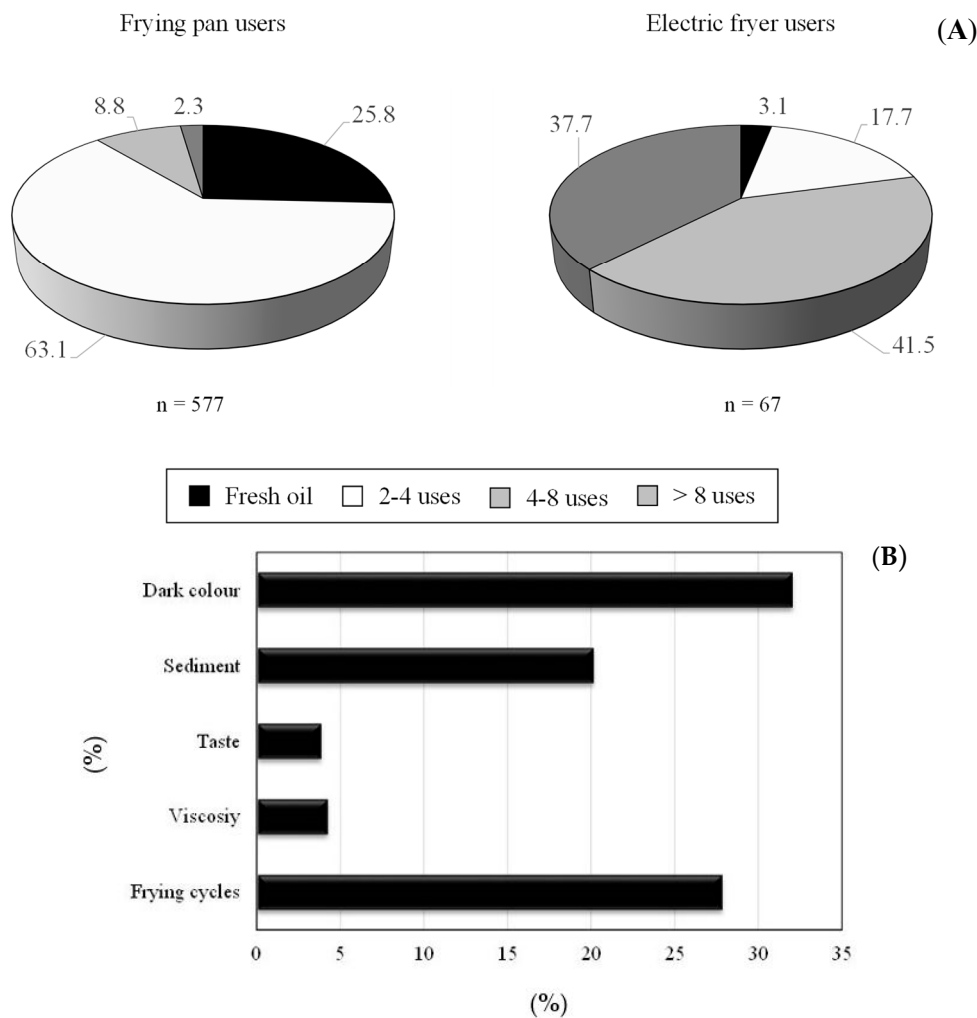 Frying pan users
Electric fryer users
(A)
8.8
2.3
25.8
63.1
n = 577
37.7
3.1
17.7
41.5
n = 67
Fresh oil 2-4 uses 4-8 uses > 8 uses
(B)
Dark colour
Sediment
Taste
Viscosiy
Frying cycles
(%)
0 5 10 15 20 25 30 35
(%)